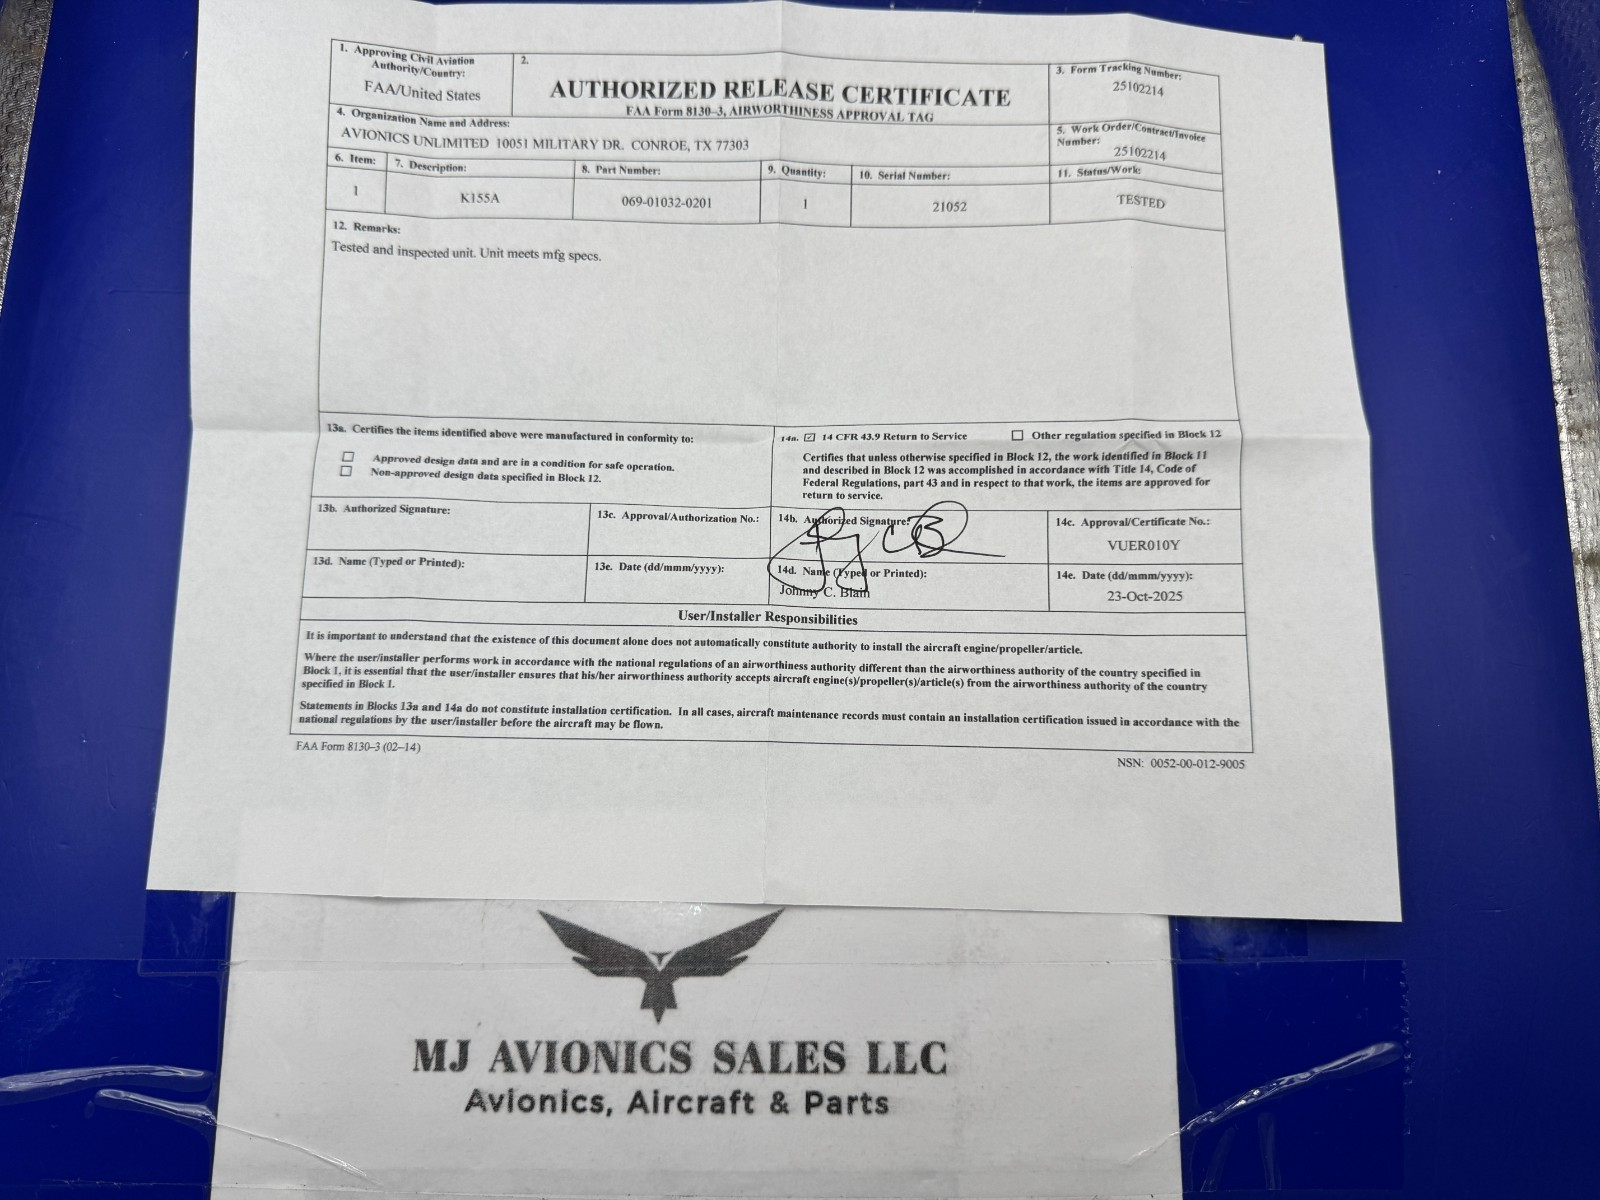 1. Approving Civil Aviation
Authority/Country:
FAA/United States
2.
AUTHORIZED RELEASE CERTIFICATE
FAA Form 8130–3, AIRWORTHINESS APPROVAL TAG
3. Form Tracking Number:
25102214
4. Organization Name and Address:
AVIONICS UNLIMITED 10051 MILITARY DR. CONROE, TX 77303
5. Work Order/Contract/Invoice
Number:
25102214
6. Item:
7. Description:
8. Part Number:
9. Quantity:
10. Serial Number:
11. Status/Work:
1
K155A
069-01032-0201
1
21052
TESTED
12. Remarks:
Tested and inspected unit. Unit meets mfg specs.
13a. Certifies the items identified above were manufactured in conformity to:
☐ Approved design data and are in a condition for safe operation.
☐ Non-approved design data specified in Block 12.
14a. ☑ 14 CFR 43.9 Return to Service ☐ Other regulation specified in Block 12
Certifies that unless otherwise specified in Block 12, the work identified in Block 11
and described in Block 12 was accomplished in accordance with Title 14, Code of
Federal Regulations, part 43 and in respect to that work, the items are approved for
return to service.
13b. Authorized Signature:
13c. Approval/Authorization No.:
14b. Authorized Signature:
14c. Approval/Certificate No.:
VUER010Y
13d. Name (Typed or Printed):
13e. Date (dd/mmm/yyyy):
14d. Name (Typed or Printed):
Johnny C. Blain
14e. Date (dd/mmm/yyyy):
23-Oct-2025
User/Installer Responsibilities
It is important to understand that the existence of this document alone does not automatically constitute authority to install the aircraft engine/propeller/article.
Where the user/installer performs work in accordance with the national regulations of an airworthiness authority different than the airworthiness authority of the country specified in
Block 1, it is essential that the user/installer ensures that his/her airworthiness authority accepts aircraft engine(s)/propeller(s)/article(s) from the airworthiness authority of the country
specified in Block 1.
Statements in Blocks 13a and 14a do not constitute installation certification. In all cases, aircraft maintenance records must contain an installation certification issued in accordance with the
national regulations by the user/installer before the aircraft may be flown.
FAA Form 8130–3 (02–14)
NSN: 0052-00-012-9005
MJ AVIONICS SALES LLC
Avionics, Aircraft & Parts